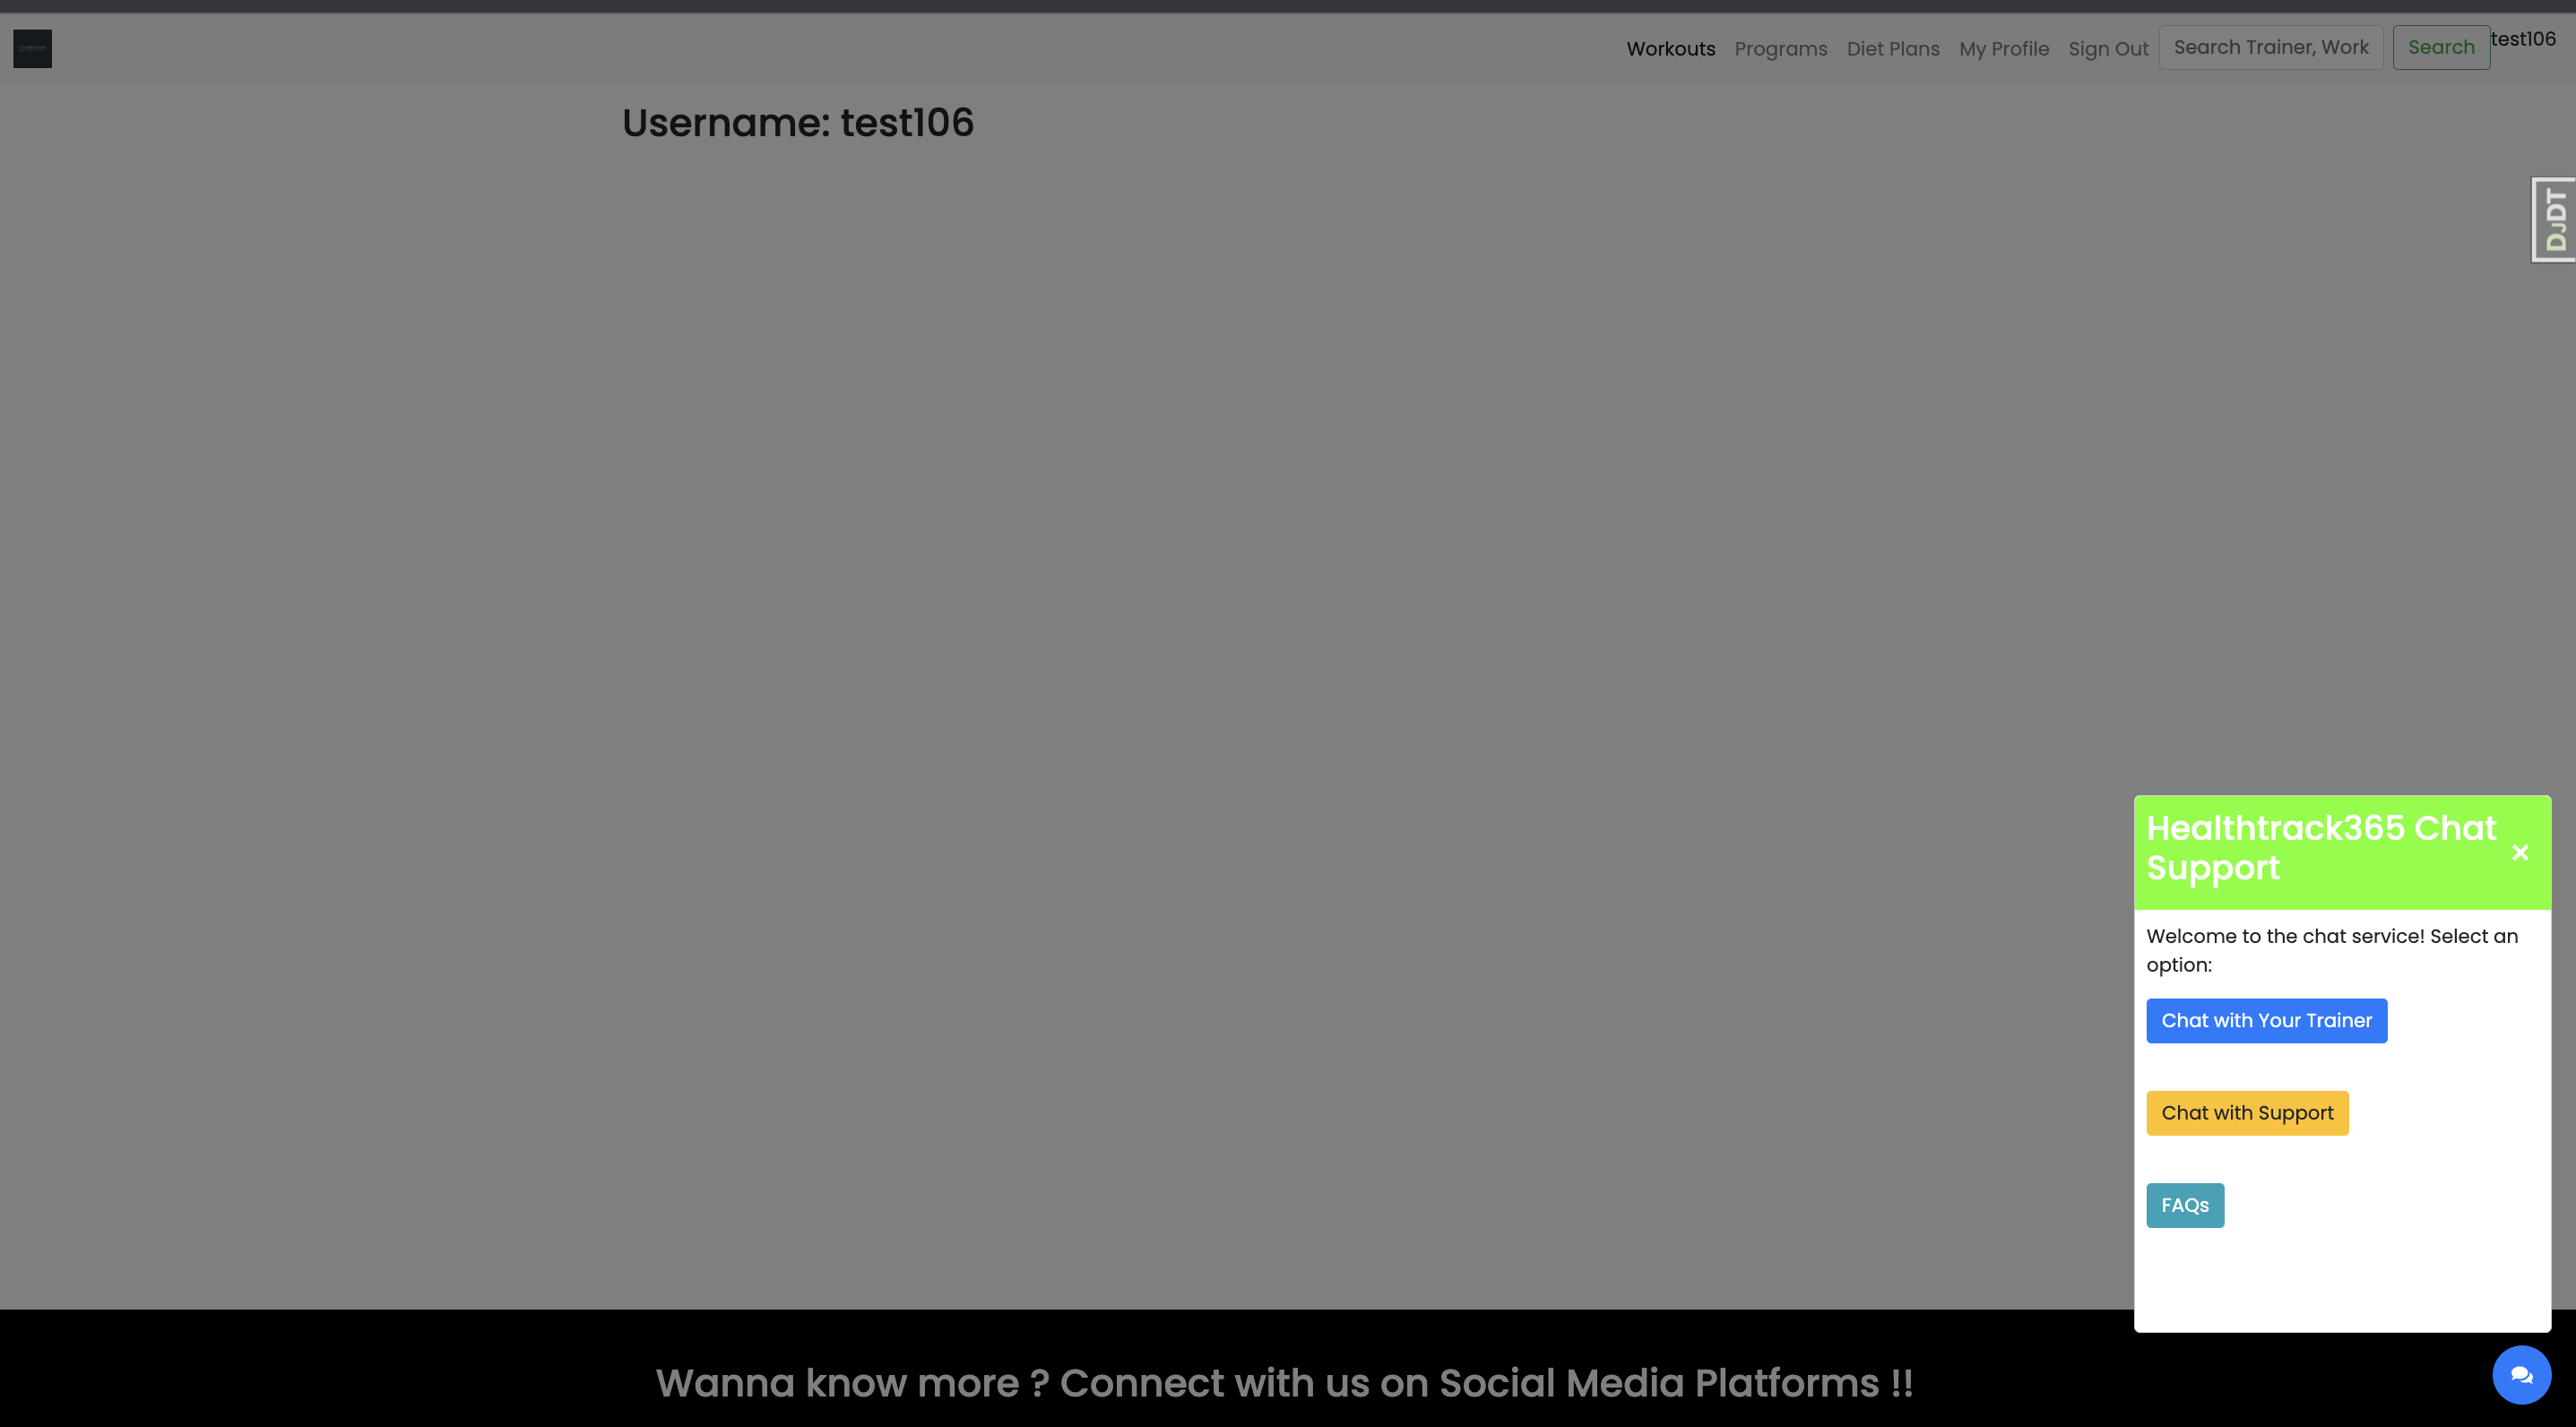 Workouts Programs Diet Plans My Profile Sign Out Search Trainer, Work Search test106
Username: test106
DJDT
Healthtrack365 Chat
Support
Welcome to the chat service! Select an
option:
Chat with Your Trainer
Chat with Support
FAQs
Wanna know more ? Connect with us on Social Media Platforms !!